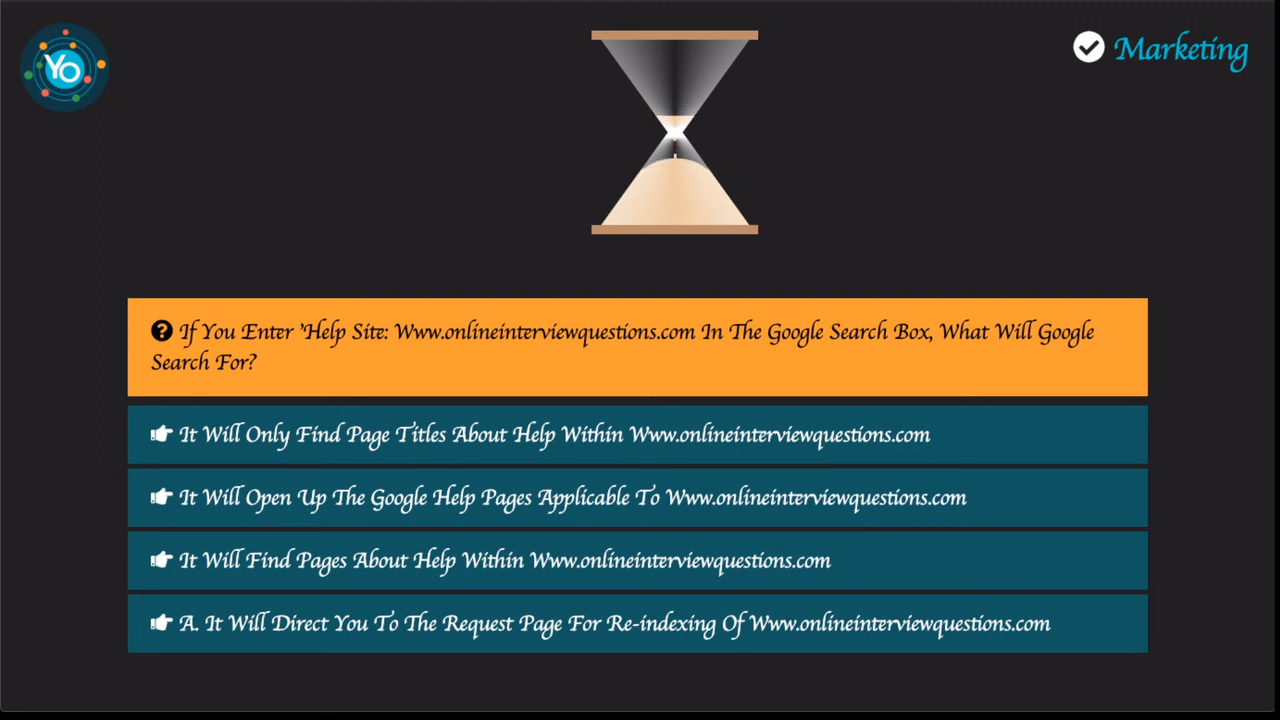 Yo
Marketing
If You Enter 'Help Site: Www.onlineinterviewquestions.com In The Google Search Box, What Will Google
Search For?
It Will Only Find Page Titles About Help Within Www.onlineinterviewquestions.com
It Will Open Up The Google Help Pages Applicable To Www.onlineinterviewquestions.com
It Will Find Pages About Help Within Www.onlineinterviewquestions.com
A. It Will Direct You To The Request Page For Re-indexing Of Www.onlineinterviewquestions.com